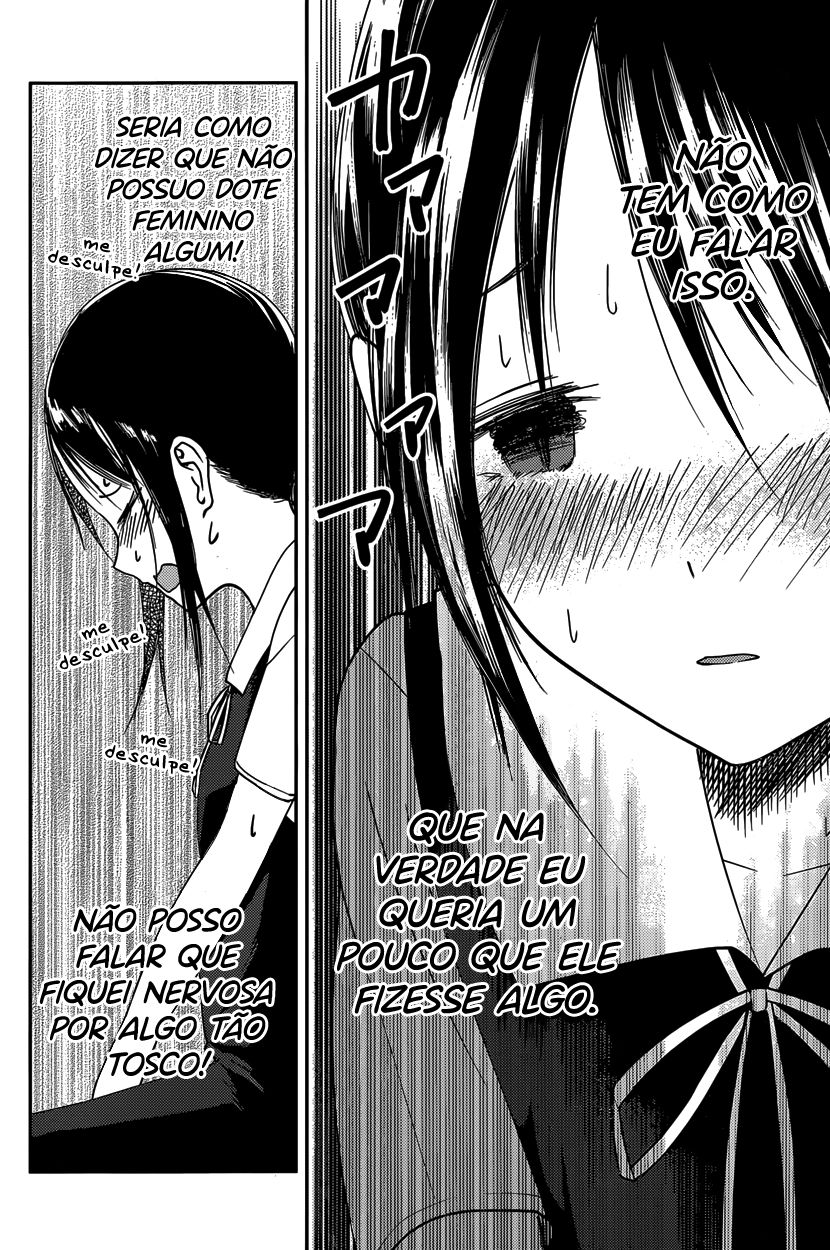 NÃO
TEM COMO
EU FALAR
ISSO.
カァァァァ
QUE NA
VERDADE EU
QUERIA UM
POUCO QUE ELE
FIZESSE ALGO.
SERIA COMO
DIZER QUE NÃO
POSSUO DOTE
FEMININO
ALGUM!
me
desculpe!
me
desculpe!
me
desculpe!
NÃO POSSO
FALAR QUE
FIQUEI NERVOSA
POR ALGO TÃO
TOSCO!